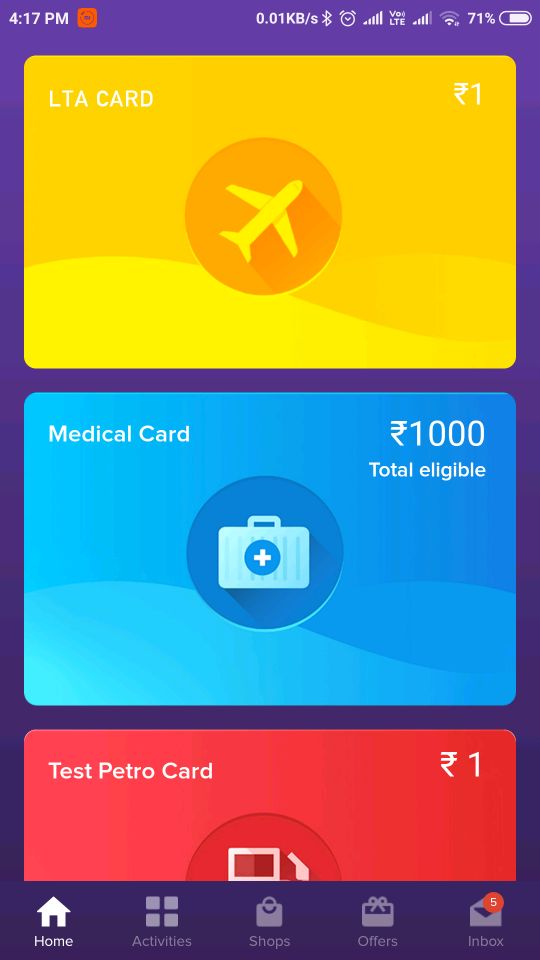 4:17 PM
0.01KB/s
Vo)) LTE
71%
LTA CARD
₹1
Medical Card
₹1000
Total eligible
Test Petro Card
₹ 1
5
Home
Activities
Shops
Offers
Inbox